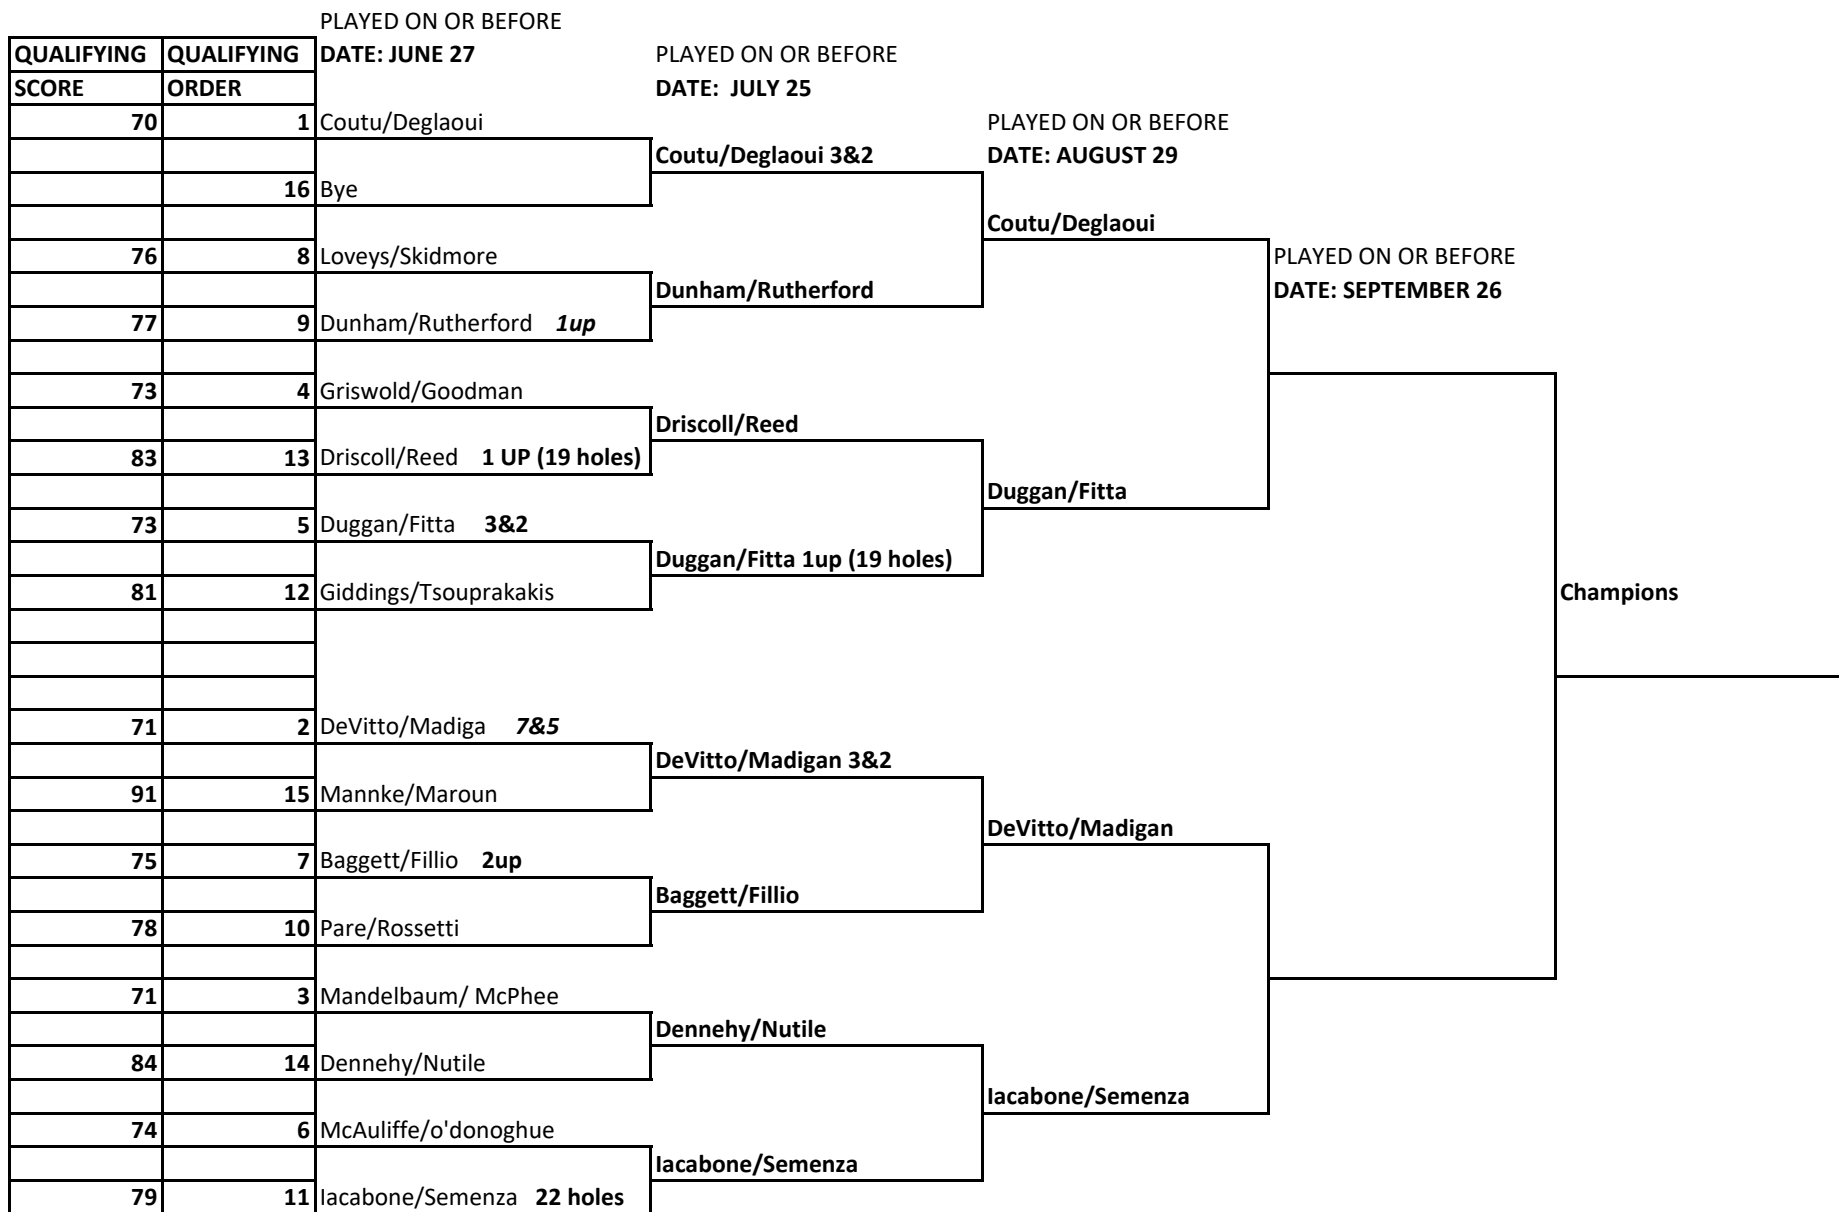 PLAYED ON OR BEFORE
QUALIFYING QUALIFYING DATE: JUNE 27 PLAYED ON OR BEFORE
SCORE ORDER DATE: JULY 25
70 1 Coutu/Deglaoui PLAYED ON OR BEFORE
Coutu/Deglaoui 3&2 DATE: AUGUST 29
16 Bye
Coutu/Deglaoui
76 8 Loveys/Skidmore PLAYED ON OR BEFORE
Dunham/Rutherford DATE: SEPTEMBER 26
77 9 Dunham/Rutherford 1up
73 4 Griswold/Goodman
Driscoll/Reed
83 13 Driscoll/Reed 1 UP (19 holes)
Duggan/Fitta
73 5 Duggan/Fitta 3&2
Duggan/Fitta 1up (19 holes)
81 12 Giddings/Tsouprakakis Champions
71 2 DeVitto/Madiga 7&5
DeVitto/Madigan 3&2
91 15 Mannke/Maroun
DeVitto/Madigan
75 7 Baggett/Fillio 2up
Baggett/Fillio
78 10 Pare/Rossetti
71 3 Mandelbaum/ McPhee
Dennehy/Nutile
84 14 Dennehy/Nutile
Iacabone/Semenza
74 6 McAuliffe/o'donoghue
Iacabone/Semenza
79 11 Iacabone/Semenza 22 holes